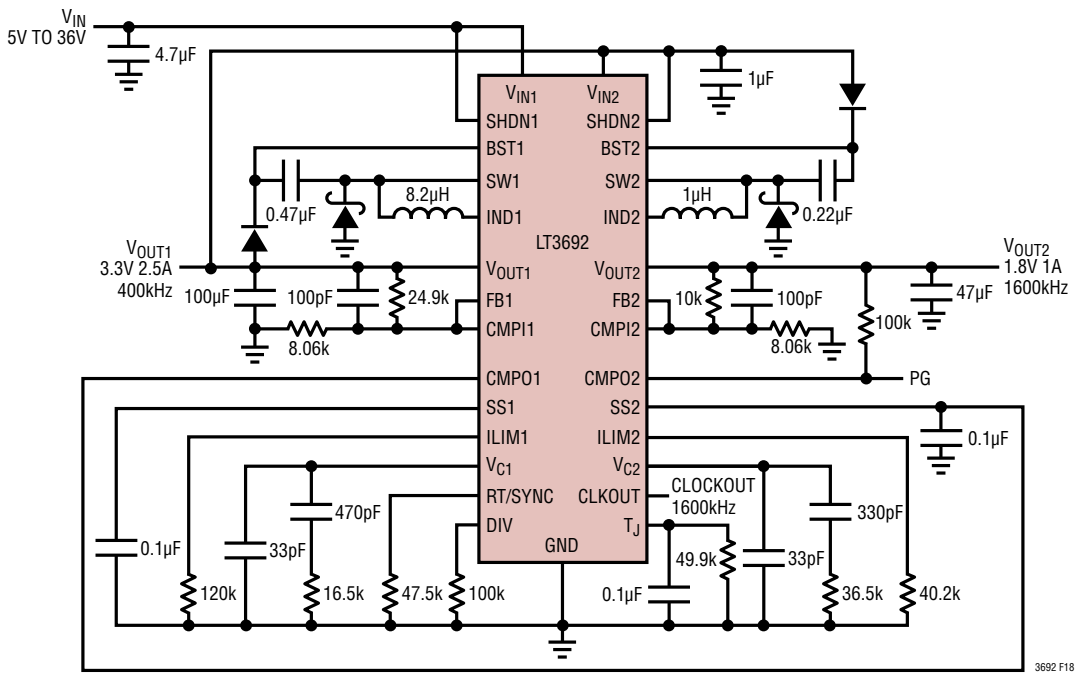 VIN
5V TO 36V
4.7µF
1µF
VIN1
VIN2
SHDN1
SHDN2
BST1
BST2
SW1
SW2
8.2µH
1µH
0.47µF
0.22µF
IND1
IND2
LT3692
VOUT1
3.3V 2.5A
400kHz
VOUT1
VOUT2
VOUT2
1.8V 1A
1600kHz
100µF
100pF
24.9k
10k
100pF
47µF
FB1
FB2
100k
CMPI1
CMPI2
8.06k
8.06k
CMPO1
CMPO2
PG
SS1
SS2
ILIM1
ILIM2
0.1µF
VC1
VC2
RT/SYNC
CLKOUT
CLOCKOUT
1600kHz
470pF
330pF
DIV
TJ
GND
0.1µF
33pF
49.9k
33pF
120k
16.5k
47.5k
100k
0.1µF
36.5k
40.2k
3692 F18